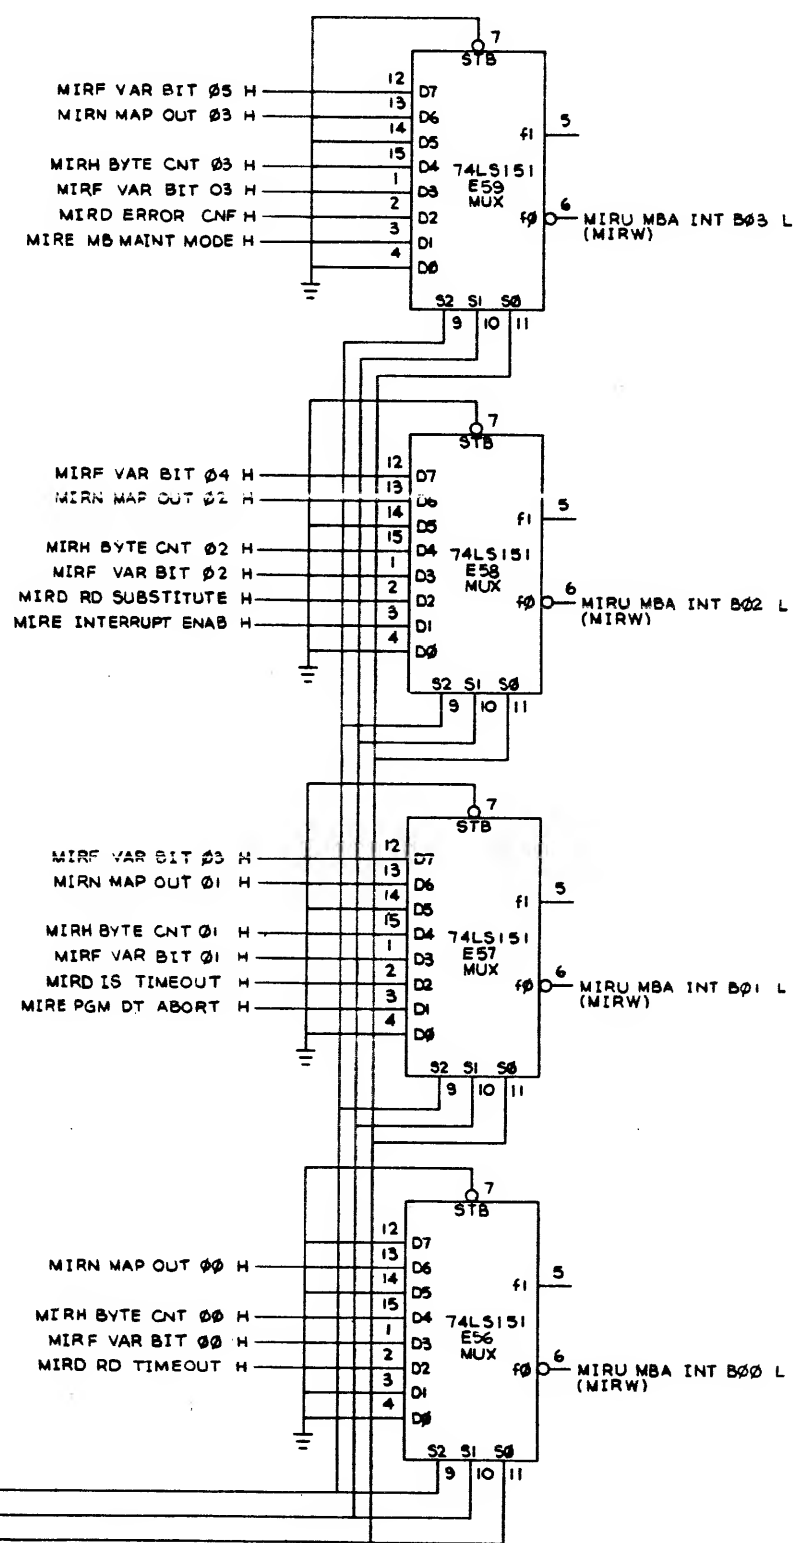 7
STB
MIRF VAR BIT Ø5 H 12 D7
MIRN MAP OUT Ø3 H 13 D6
14 D5
MIRH BYTE CNT Ø3 H 15 D4
MIRF VAR BIT O3 H 1 D3
MIRD ERROR CNF H 2 D2
MIRE MB MAINT MODE H 3 D1
4 DØ
74LS151
E59
MUX
f1 5
fØ 6 MIRU MBA INT BØ3 L
(MIRW)
S2 S1 SØ
9 10 11
7
STB
MIRF VAR BIT Ø4 H 12 D7
MIRN MAP OUT Ø2 H 13 D6
14 D5
MIRH BYTE CNT Ø2 H 15 D4
MIRF VAR BIT Ø2 H 1 D3
MIRD RD SUBSTITUTE H 2 D2
MIRE INTERRUPT ENAB H 3 D1
4 DØ
74LS151
E58
MUX
f1 5
fØ 6 MIRU MBA INT BØ2 L
(MIRW)
S2 S1 SØ
9 10 11
7
STB
MIRF VAR BIT Ø3 H 12 D7
MIRN MAP OUT Ø1 H 13 D6
14 D5
MIRH BYTE CNT Ø1 H 15 D4
MIRF VAR BIT Ø1 H 1 D3
MIRD IS TIMEOUT H 2 D2
MIRE PGM DT ABORT H 3 D1
4 DØ
74LS151
E57
MUX
f1 5
fØ 6 MIRU MBA INT BØ1 L
(MIRW)
S2 S1 SØ
9 10 11
7
STB
12 D7
MIRN MAP OUT ØØ H 13 D6
14 D5
MIRH BYTE CNT ØØ H 15 D4
MIRF VAR BIT ØØ H 1 D3
MIRD RD TIMEOUT H 2 D2
3 D1
4 DØ
74LS151
E56
MUX
f1 5
fØ 6 MIRU MBA INT BØØ L
(MIRW)
S2 S1 SØ
9 10 11